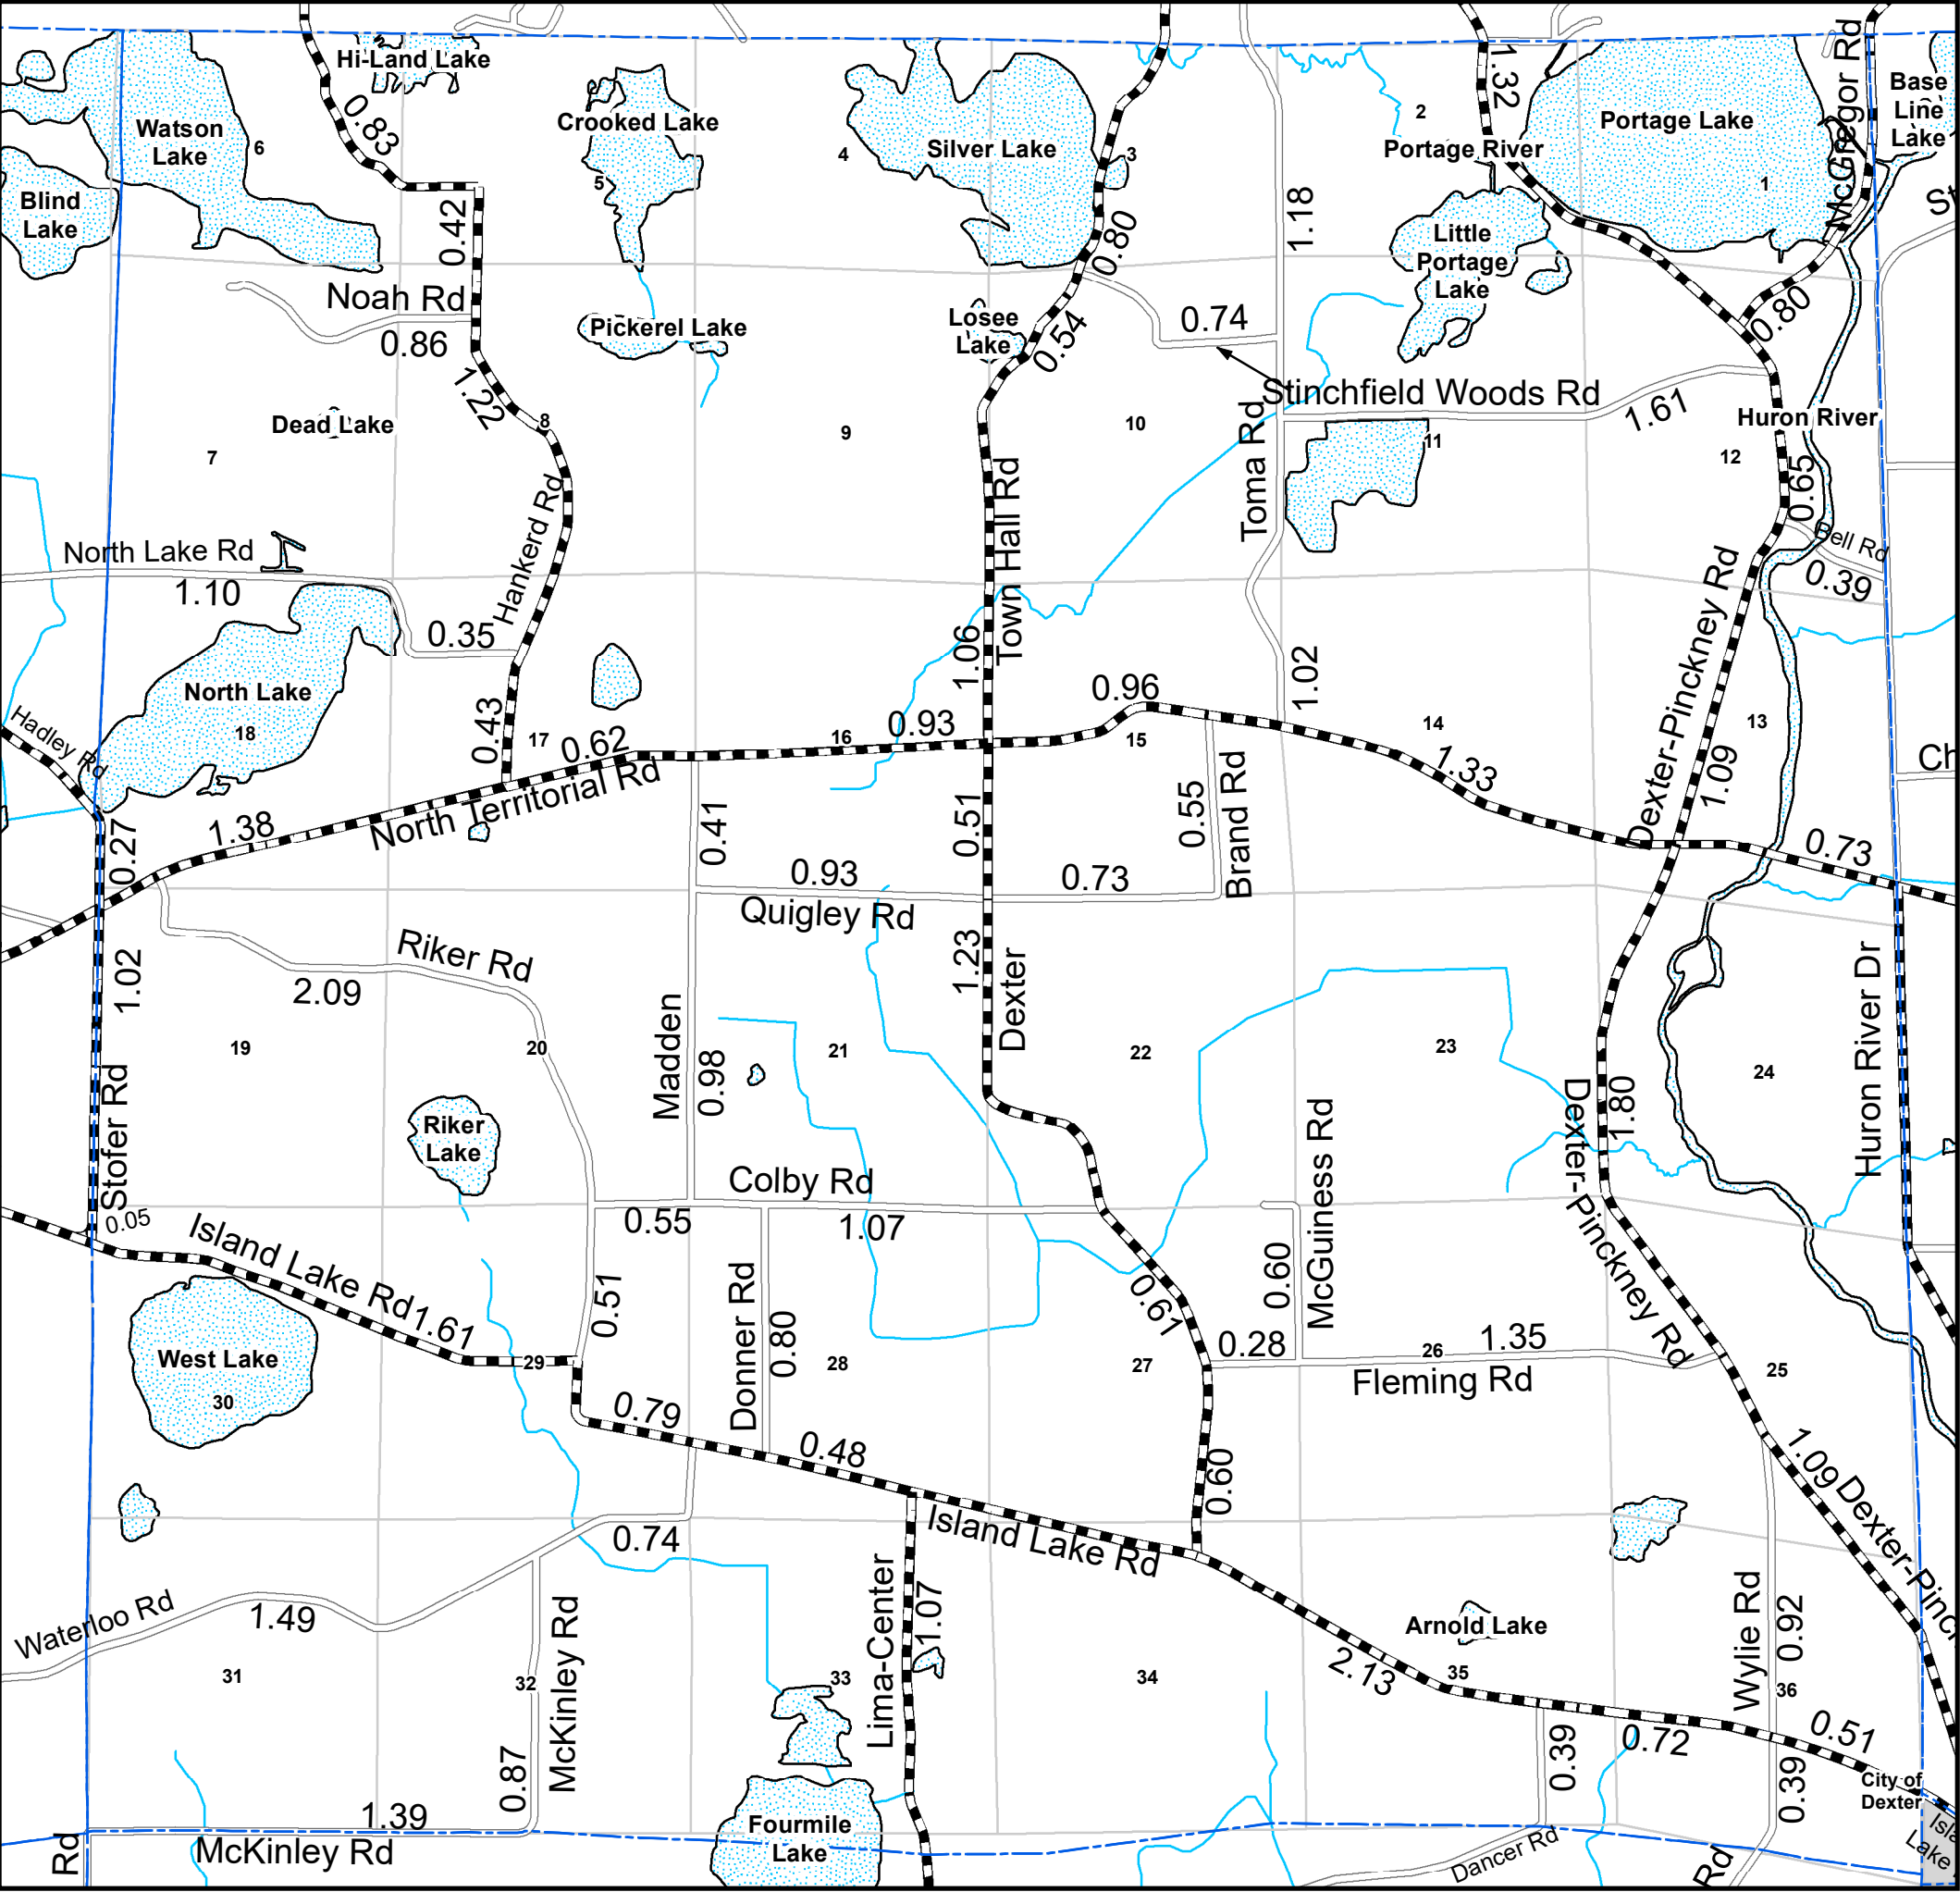 Hi-Land Lake
Base
Line
Lake
McGregor Rd
1.32
0.83
Crooked Lake
Portage Lake
2
Watson
Lake
6
4
Silver Lake
3
Portage River
5
1
Blind
Lake
0.42
0.80
1.18
Little
Portage
Lake
Noah Rd
0.86
Pickerel Lake
Losee
Lake
0.54
0.74
0.80
1.22
Stinchfield Woods Rd
1.61
Dead Lake
8
9
10
Toma Rd
11
Huron River
7
12
0.65
Hankerd Rd
Town Hall Rd
North Lake Rd
1.10
Bell Rd
0.39
0.35
1.06
Dexter-Pinckney Rd
North Lake
18
0.96
1.02
Hadley Rd
0.43
17
0.62
16
0.93
15
14
13
Ch
1.33
1.09
North Territorial Rd
1.38
0.27
0.41
0.51
0.55
Brand Rd
0.73
0.93
0.73
Quigley Rd
Riker Rd
2.09
1.02
1.23
Dexter
Huron River Dr
Madden
0.98
19
20
21
22
23
24
Stofer Rd
Riker
Lake
McGuiness Rd
Dexter-Pinckney Rd
1.80
0.05
Colby Rd
0.55
1.07
Island Lake Rd
1.61
0.51
Donner Rd
0.80
0.61
0.60
0.28
1.35
West Lake
30
29
28
27
26
Fleming Rd
25
0.79
0.48
0.60
1.09
Dexter-Pinc
Island Lake Rd
0.74
Waterloo Rd
1.49
McKinley Rd
Lima-Center
1.07
Arnold Lake
Wylie Rd
0.92
31
32
33
34
35
36
2.13
0.87
0.39
0.72
0.51
0.39
City of
Dexter
1.39
McKinley Rd
Rd
Fourmile
Lake
Dancer Rd
Rd
Lake